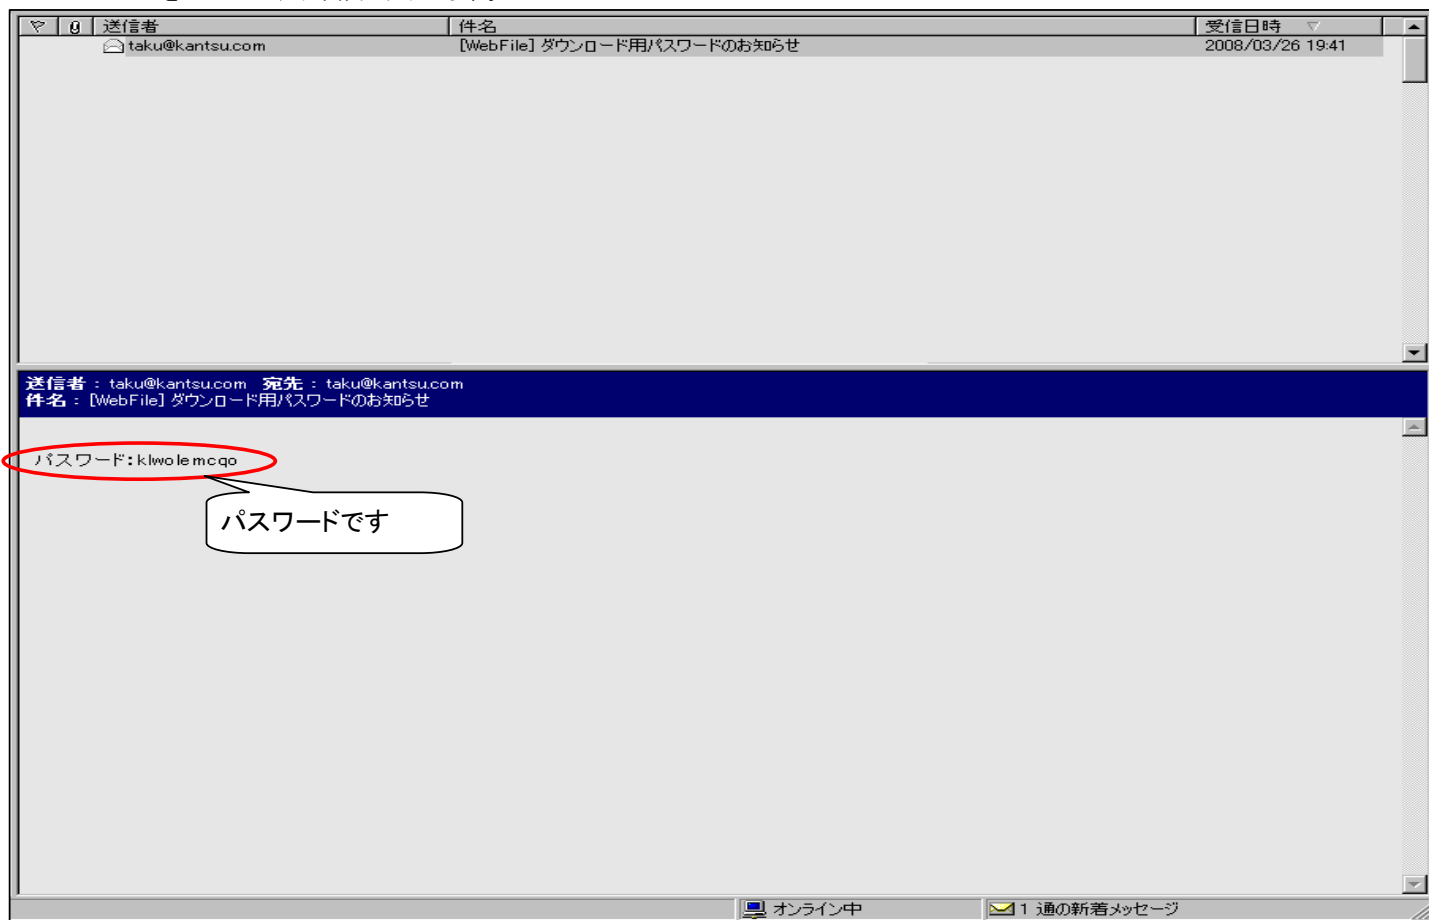 送信者 件名 受信日時
taku@kantsu.com [WebFile] ダウンロード用パスワードのお知らせ 2008/03/26 19:41
送信者 : taku@kantsu.com 宛先 : taku@kantsu.com
件名 : [WebFile] ダウンロード用パスワードのお知らせ
パスワード:klwolemcqo
パスワードです
オンライン中 1 通の新着メッセージ